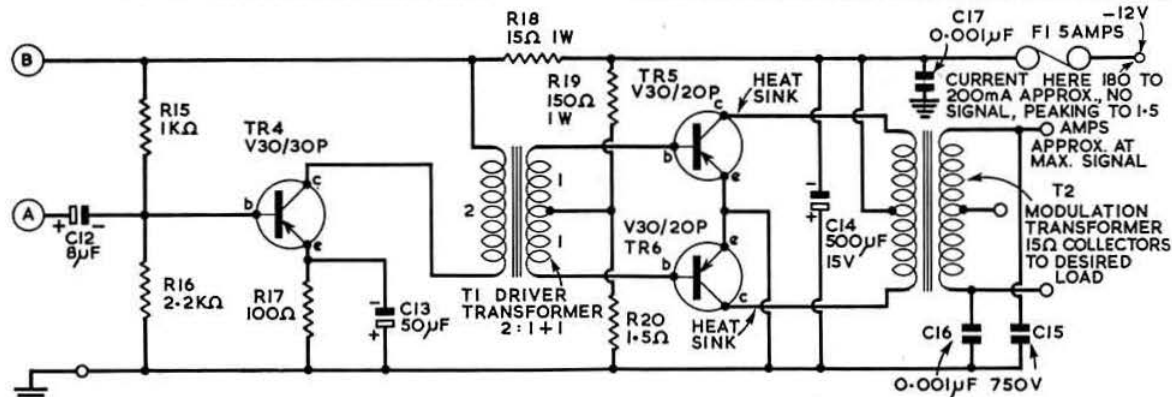 R18
15Ω 1W
C17
0·001µF
F1 5AMPS
-12V
B
R15
1KΩ
TR4
V30/30P
R19
150Ω
1W
TR5
V30/20P
HEAT
SINK
CURRENT HERE 180 TO
200mA APPROX., NO
SIGNAL, PEAKING TO 1·5
AMPS
APPROX. AT
MAX. SIGNAL
c
b
e
c
b
e
A
+
-
C12
8µF
2
1
1
V30/20P
TR6
e
b
c
-
+
C14
500µF
15V
T2
MODULATION
TRANSFORMER
15Ω COLLECTORS
TO DESIRED
LOAD
R16
2·2KΩ
R17
100Ω
-
+
C13
50µF
T1 DRIVER
TRANSFORMER
2:1+1
R20
1·5Ω
HEAT
SINK
C16
C15
0·001µF 750V